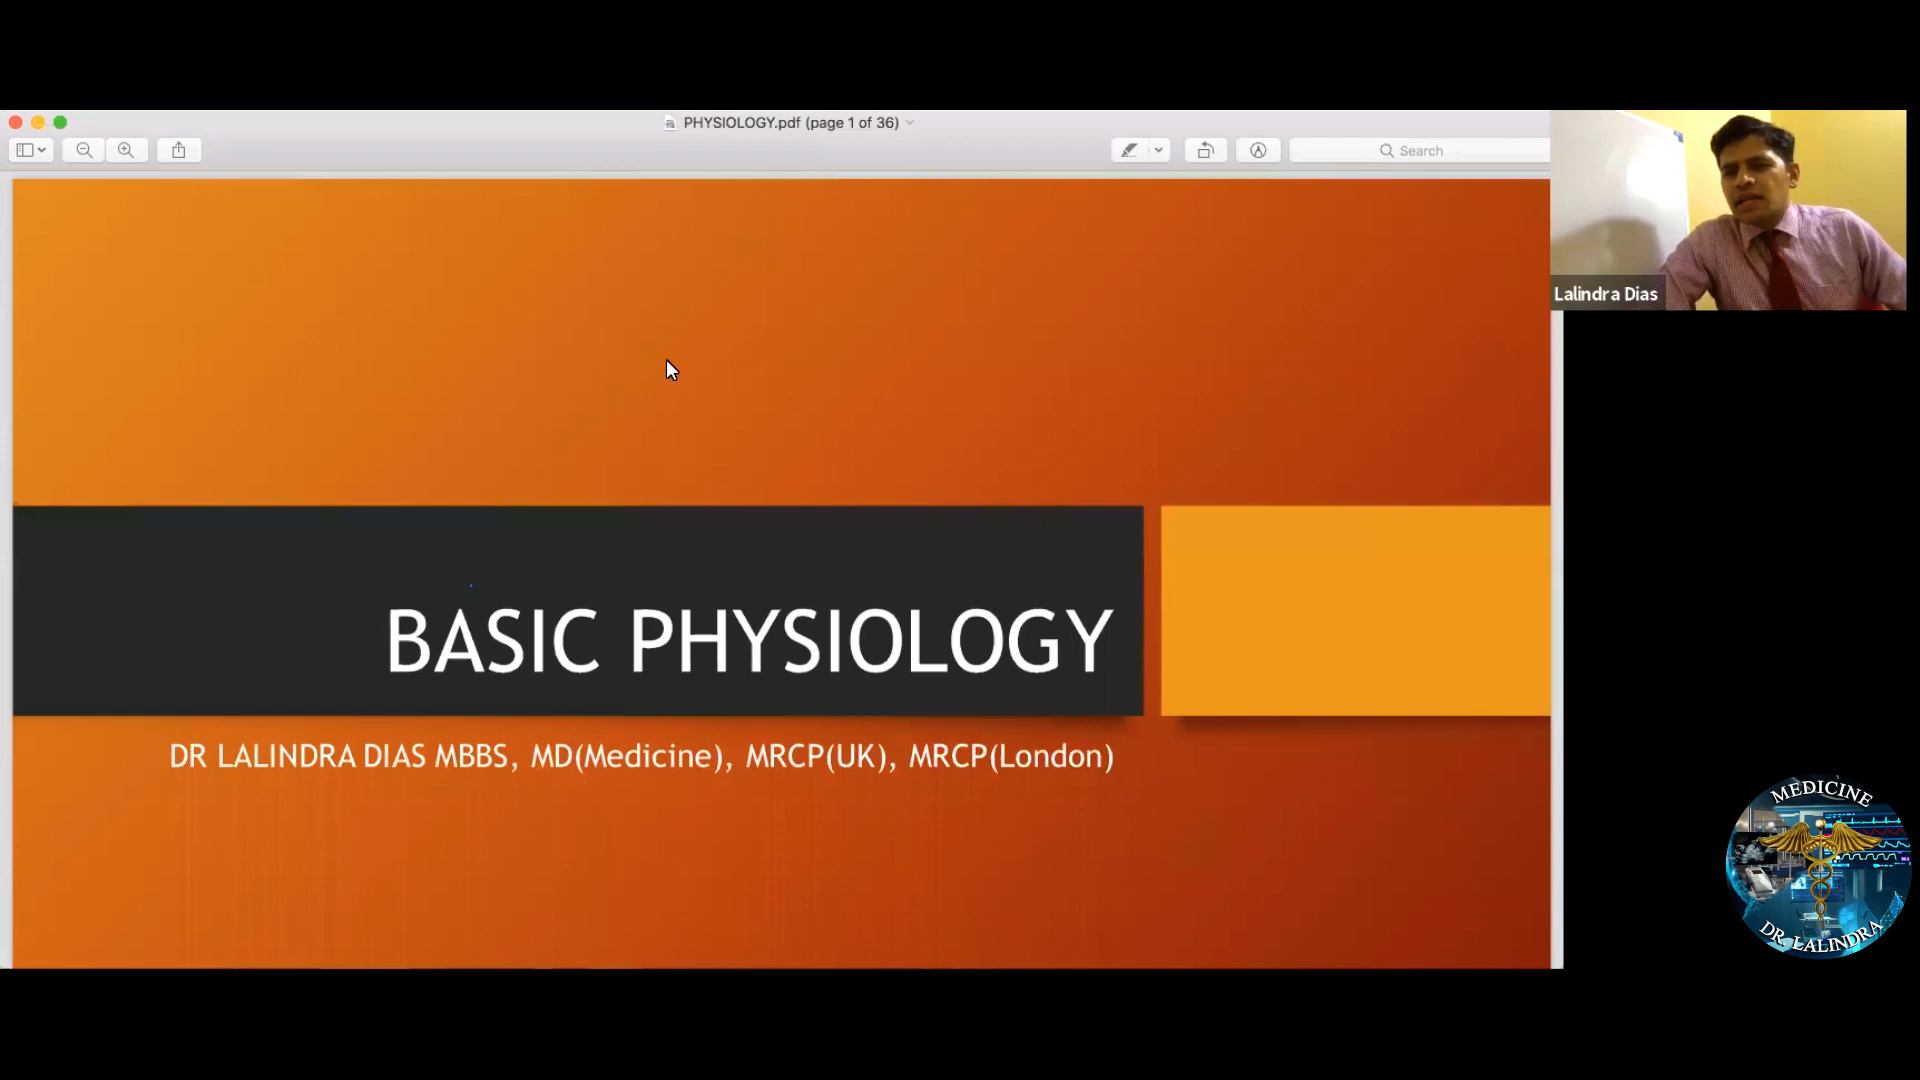 PHYSIOLOGY.pdf (page 1 of 36)
Search
Lalindra Dias
BASIC PHYSIOLOGY
DR LALINDRA DIAS MBBS, MD(Medicine), MRCP(UK), MRCP(London)
MEDICINE
DR. LALINDRA